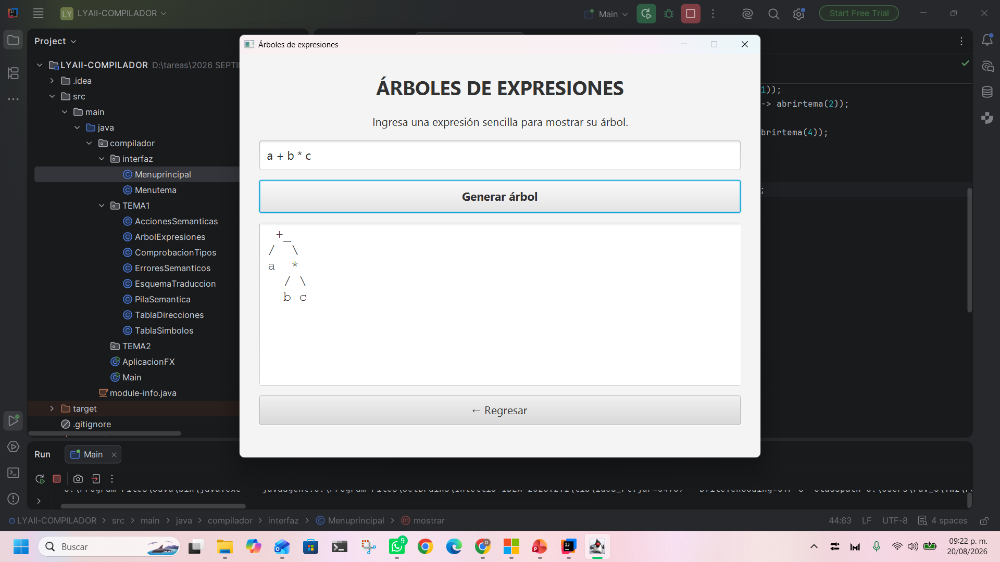 LY LYAII-COMPILADOR
Main
Start Free Trial
Project
LYAII-COMPILADOR D:\tareas\2026 SEPTI
.idea
src
main
java
compilador
interfaz
Menuprincipal
Menutema
TEMA1
AccionesSemanticas
ArbolExpresiones
ComprobacionTipos
ErroresSemanticos
EsquemaTraduccion
PilaSemantica
TablaDirecciones
TablaSimbolos
TEMA2
AplicacionFX
Main
module-info.java
target
.gitignore
Árboles de expresiones
ÁRBOLES DE EXPRESIONES
Ingresa una expresión sencilla para mostrar su árbol.
a + b * c
Generar árbol
+_
/ \
a *
/ \
b c
← Regresar
1));
-> abrirtema(2));
brirtema(4));
;
Run Main
LYAII-COMPILADOR > src > main > java > compilador > interfaz > Menuprincipal > mostrar
44:63 LF UTF-8 4 spaces
Buscar
9
09:22 p. m.
20/08/2026